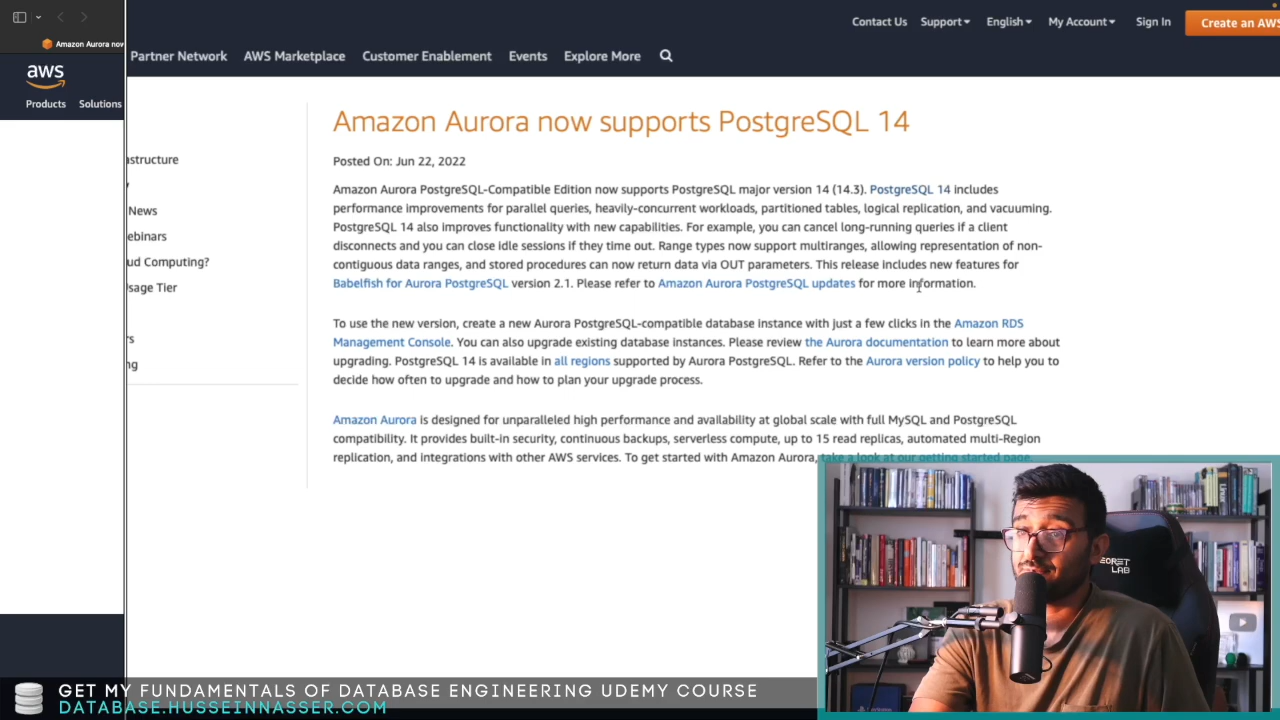 Contact Us Support English My Account Sign In Create an AWS
Amazon Aurora now
aws
Partner Network AWS Marketplace Customer Enablement Events Explore More
Products Solutions
Amazon Aurora now supports PostgreSQL 14
astructure
Posted On: Jun 22, 2022
y
Amazon Aurora PostgreSQL-Compatible Edition now supports PostgreSQL major version 14 (14.3). PostgreSQL 14 includes
performance improvements for parallel queries, heavily-concurrent workloads, partitioned tables, logical replication, and vacuuming.
News
PostgreSQL 14 also improves functionality with new capabilities. For example, you can cancel long-running queries if a client
ebinars
disconnects and you can close idle sessions if they time out. Range types now support multiranges, allowing representation of non-
ud Computing?
contiguous data ranges, and stored procedures can now return data via OUT parameters. This release includes new features for
Usage Tier
Babelfish for Aurora PostgreSQL version 2.1. Please refer to Amazon Aurora PostgreSQL updates for more information.
To use the new version, create a new Aurora PostgreSQL-compatible database instance with just a few clicks in the Amazon RDS
rs
Management Console. You can also upgrade existing database instances. Please review the Aurora documentation to learn more about
ng
upgrading. PostgreSQL 14 is available in all regions supported by Aurora PostgreSQL. Refer to the Aurora version policy to help you to
decide how often to upgrade and how to plan your upgrade process.
Amazon Aurora is designed for unparalleled high performance and availability at global scale with full MySQL and PostgreSQL
compatibility. It provides built-in security, continuous backups, serverless compute, up to 15 read replicas, automated multi-Region
replication, and integrations with other AWS services. To get started with Amazon Aurora, take a look at our getting started page.
SECRET
LAB
GET MY FUNDAMENTALS OF DATABASE ENGINEERING UDEMY COURSE
DATABASE.HUSSEINNASSER.COM